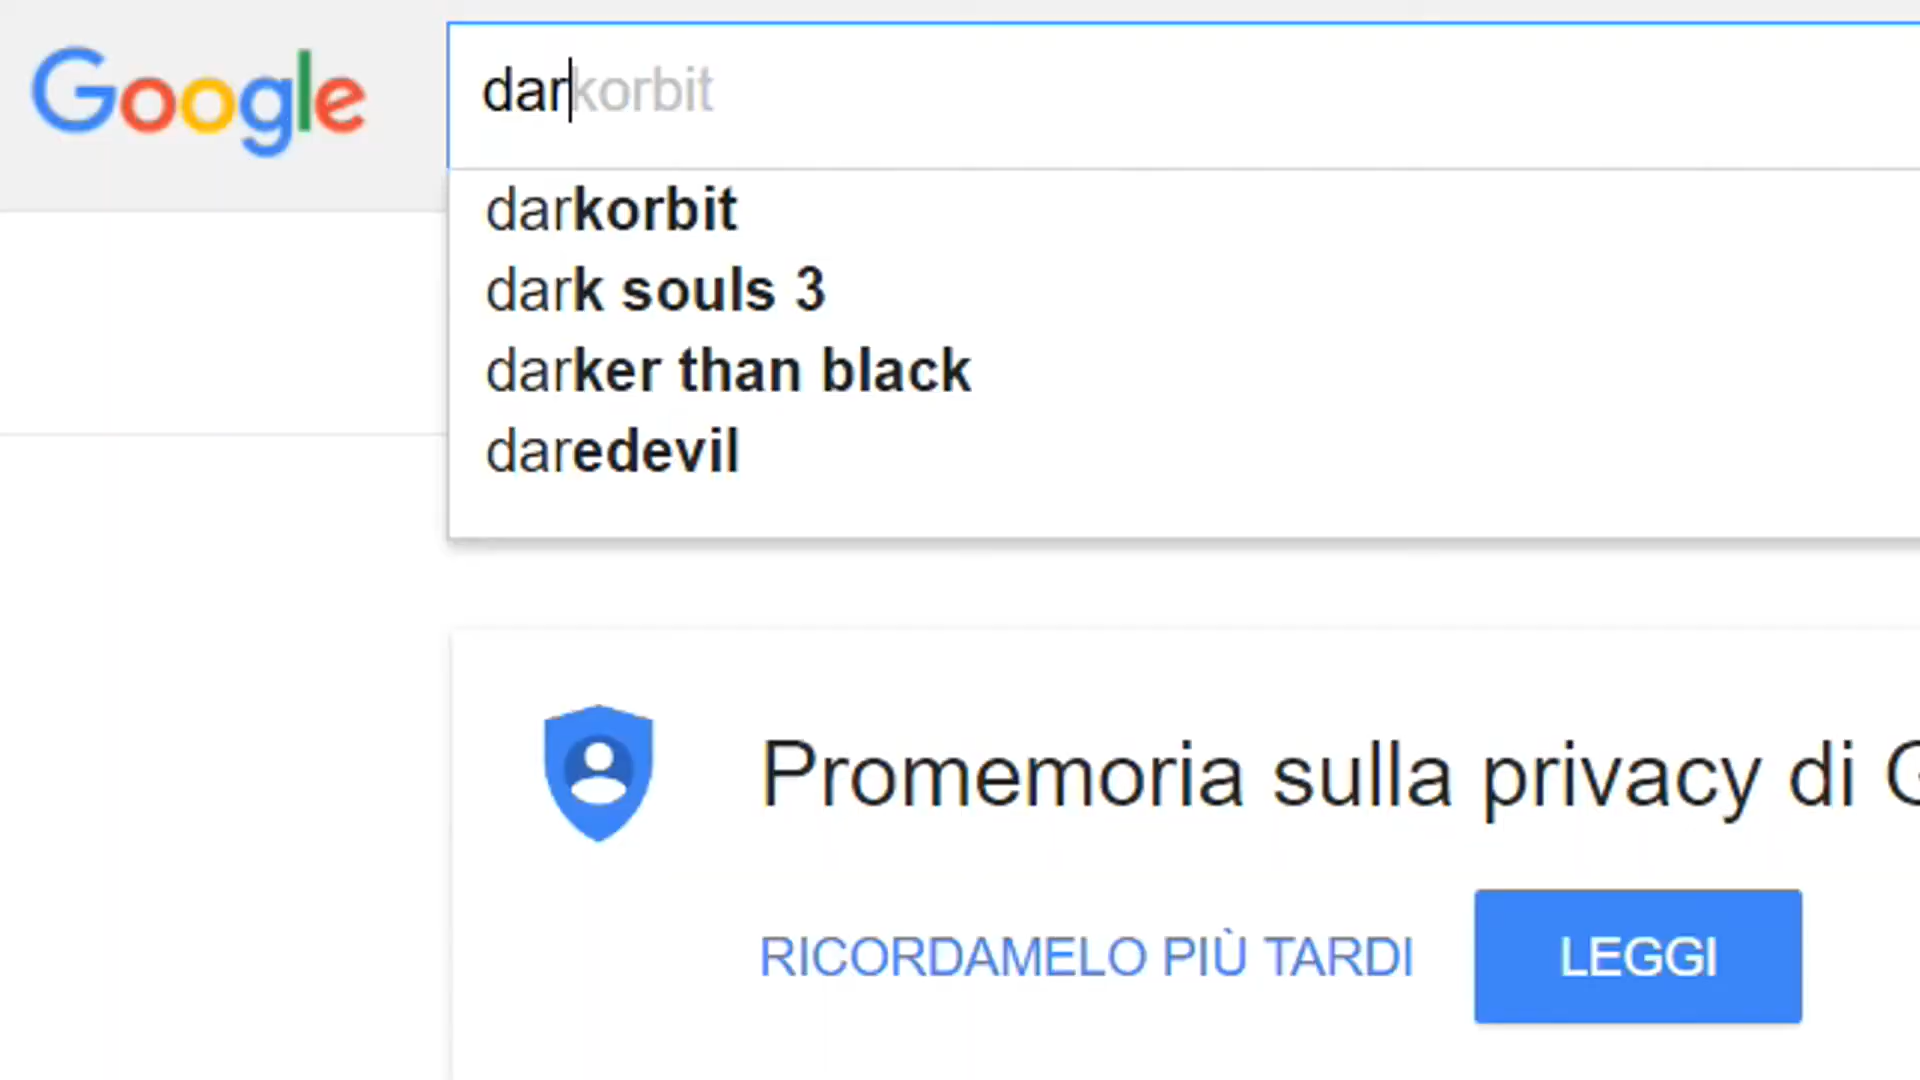 Google
darkorbit
darkorbit
dark souls 3
darker than black
daredevil
Promemoria sulla privacy di G
RICORDAMELO PIÙ TARDI
LEGGI